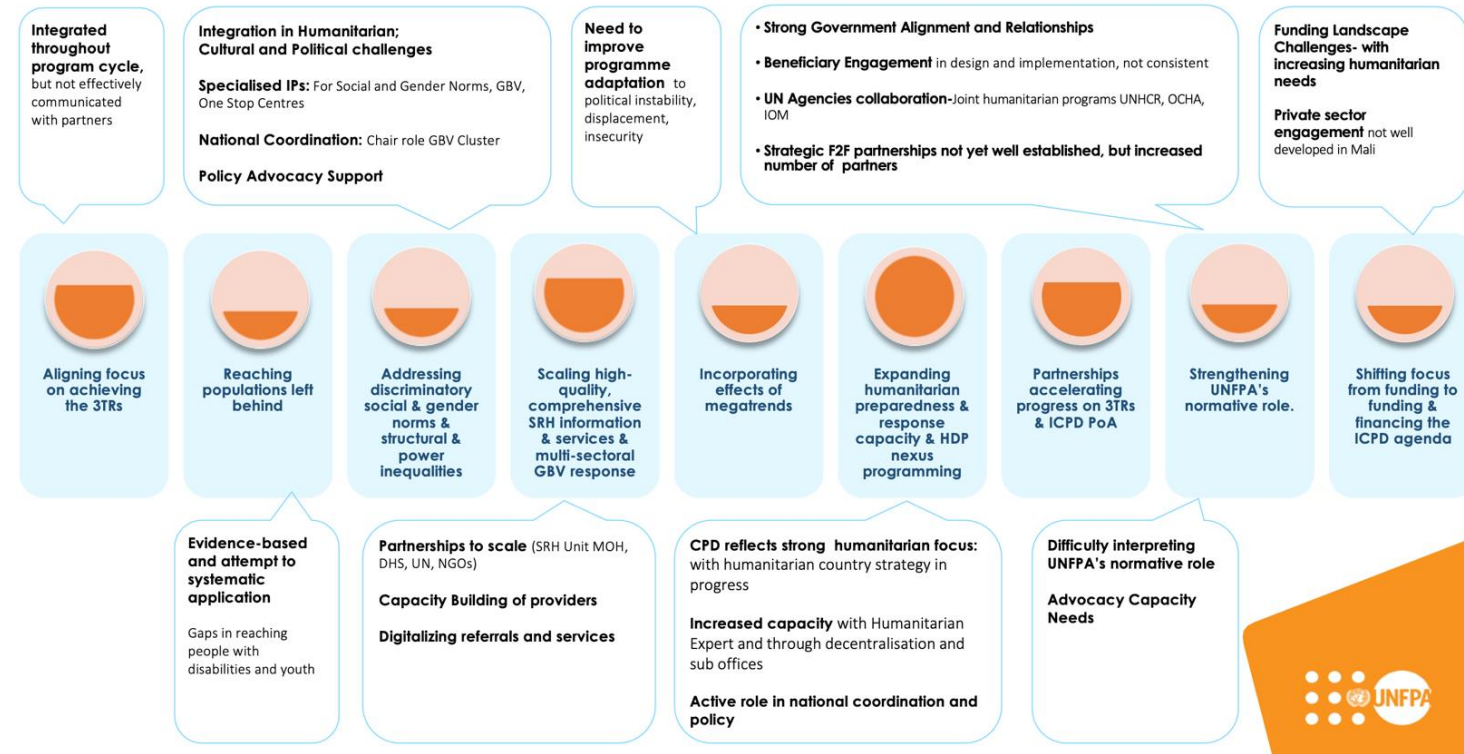 Integrated
throughout
program cycle,
but not effectively
communicated
with partners
Integration in Humanitarian;
Cultural and Political challenges
Specialised IPs: For Social and Gender Norms, GBV,
One Stop Centres
National Coordination: Chair role GBV Cluster
Policy Advocacy Support
Need to
improve
programme
adaptation to
political instability,
displacement,
insecurity
• Strong Government Alignment and Relationships
• Beneficiary Engagement in design and implementation, not consistent
• UN Agencies collaboration-Joint humanitarian programs UNHCR, OCHA,
IOM
• Strategic F2F partnerships not yet well established, but increased
number of partners
Funding Landscape
Challenges- with
increasing humanitarian
needs
Private sector
engagement not well
developed in Mali
Aligning focus
on achieving
the 3TRs
Reaching
populations left
behind
Addressing
discriminatory
social & gender
norms &
structural &
power
inequalities
Scaling high-
quality,
comprehensive
SRH information
& services &
multi-sectoral
GBV response
Incorporating
effects of
megatrends
Expanding
humanitarian
preparedness &
response
capacity & HDP
nexus
programming
Partnerships
accelerating
progress on 3TRs
& ICPD PoA
Strengthening
UNFPA's
normative role.
Shifting focus
from funding to
funding &
financing the
ICPD agenda
Evidence-based
and attempt to
systematic
application
Gaps in reaching
people with
disabilities and youth
Partnerships to scale (SRH Unit MOH,
DHS, UN, NGOs)
Capacity Building of providers
Digitalizing referrals and services
CPD reflects strong humanitarian focus:
with humanitarian country strategy in
progress
Increased capacity with Humanitarian
Expert and through decentralisation and
sub offices
Active role in national coordination and
policy
Difficulty interpreting
UNFPA's normative role
Advocacy Capacity
Needs
UNFPA